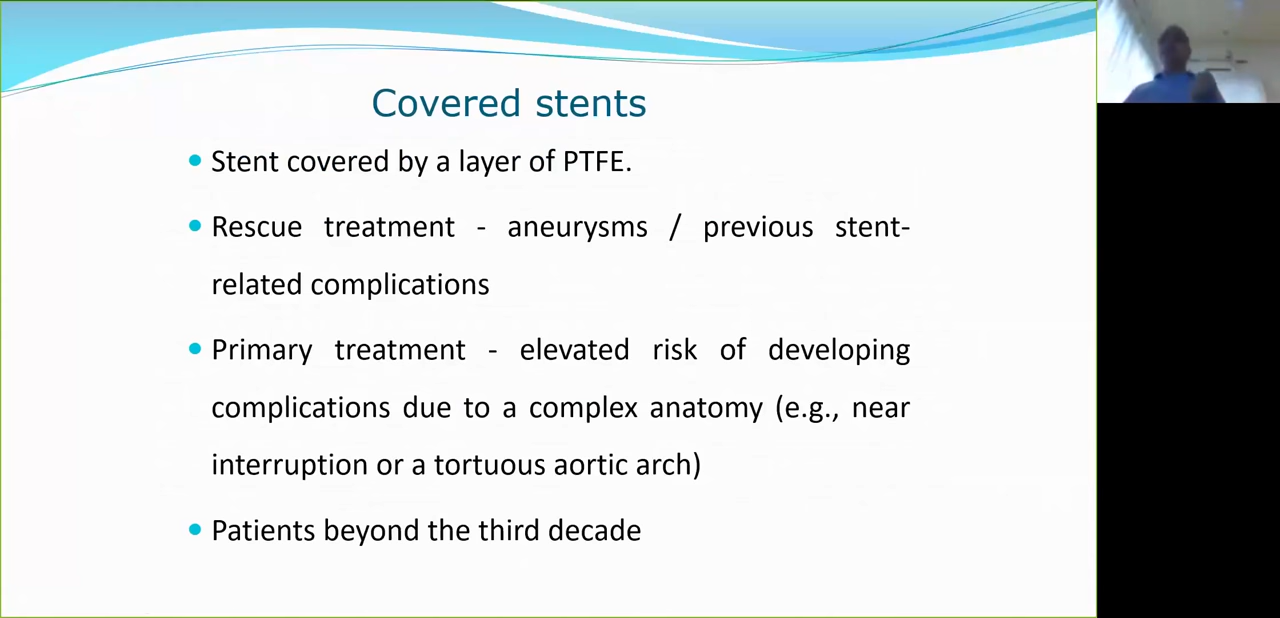 Covered stents
Stent covered by a layer of PTFE.
Rescue treatment - aneurysms / previous stent-
related complications
Primary treatment - elevated risk of developing
complications due to a complex anatomy (e.g., near
interruption or a tortuous aortic arch)
Patients beyond the third decade